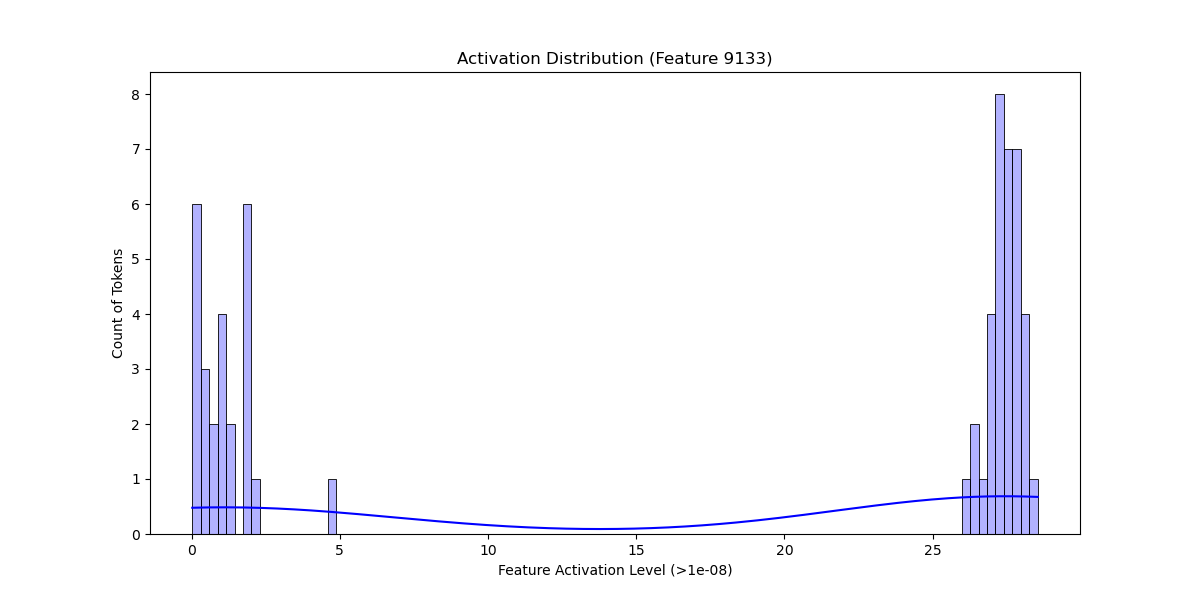 Activation Distribution (Feature 9133)
8
7
6
5
4
3
2
1
0
Count of Tokens
0 5 10 15 20 25
Feature Activation Level (>1e-08)